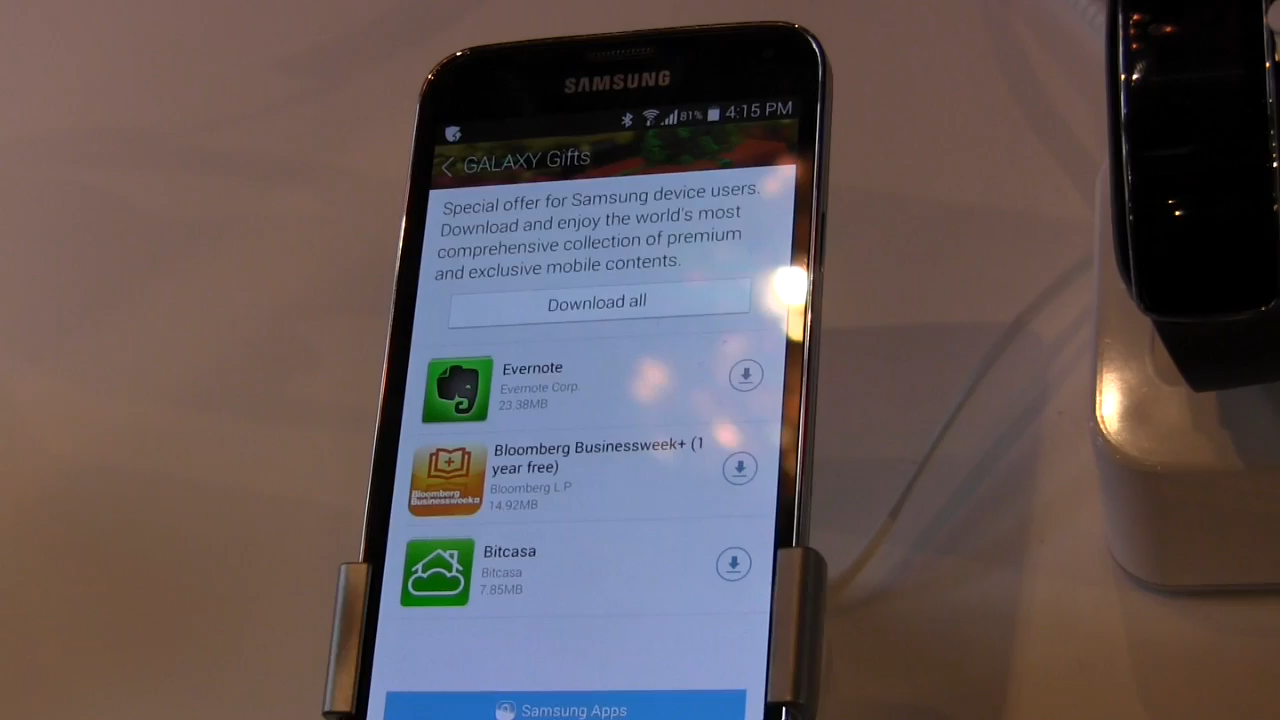 SAMSUNG
81% 4:15 PM
GALAXY Gifts
Special offer for Samsung device users.
Download and enjoy the world's most
comprehensive collection of premium
and exclusive mobile contents.
Download all
Evernote
Evernote Corp.
23.38MB
Bloomberg Businessweek+ (1
year free)
Bloomberg L.P
14.92MB
Bloomberg
Businessweek+
Bitcasa
Bitcasa
7.85MB
Samsung Apps